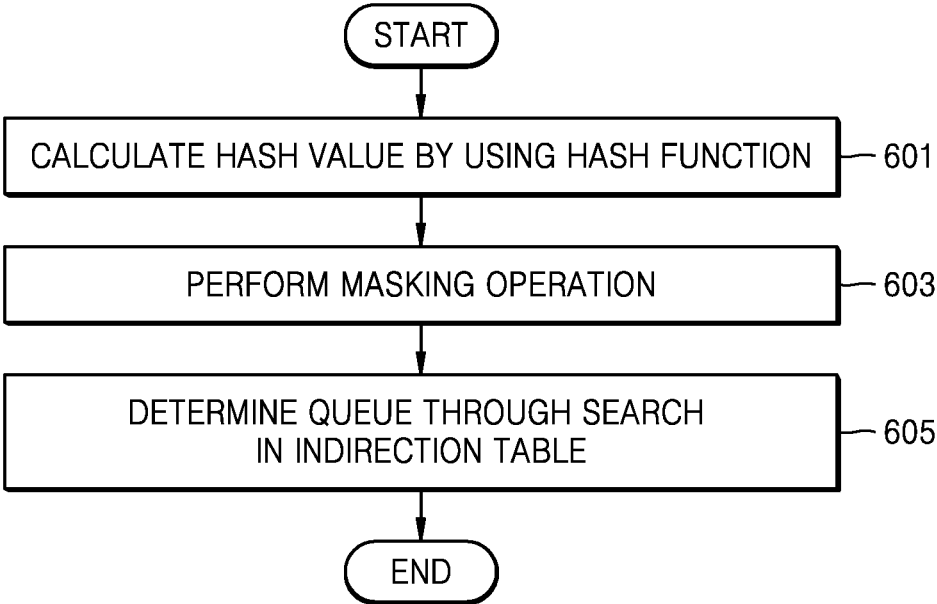 START
CALCULATE HASH VALUE BY USING HASH FUNCTION
601
PERFORM MASKING OPERATION
603
DETERMINE QUEUE THROUGH SEARCH
IN INDIRECTION TABLE
605
END